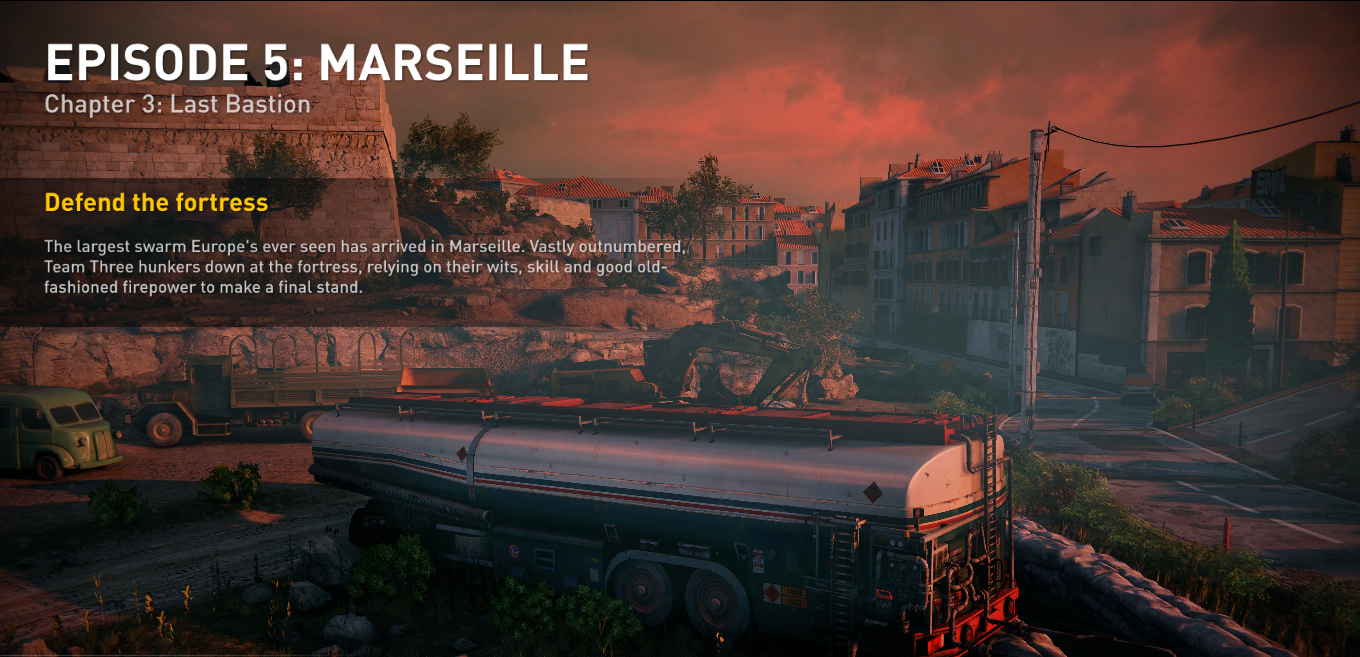 EPISODE 5: MARSEILLE
Chapter 3: Last Bastion
Defend the fortress
The largest swarm Europe's ever seen has arrived in Marseille. Vastly outnumbered,
Team Three hunkers down at the fortress, relying on their wits, skill and good old-
fashioned firepower to make a final stand.